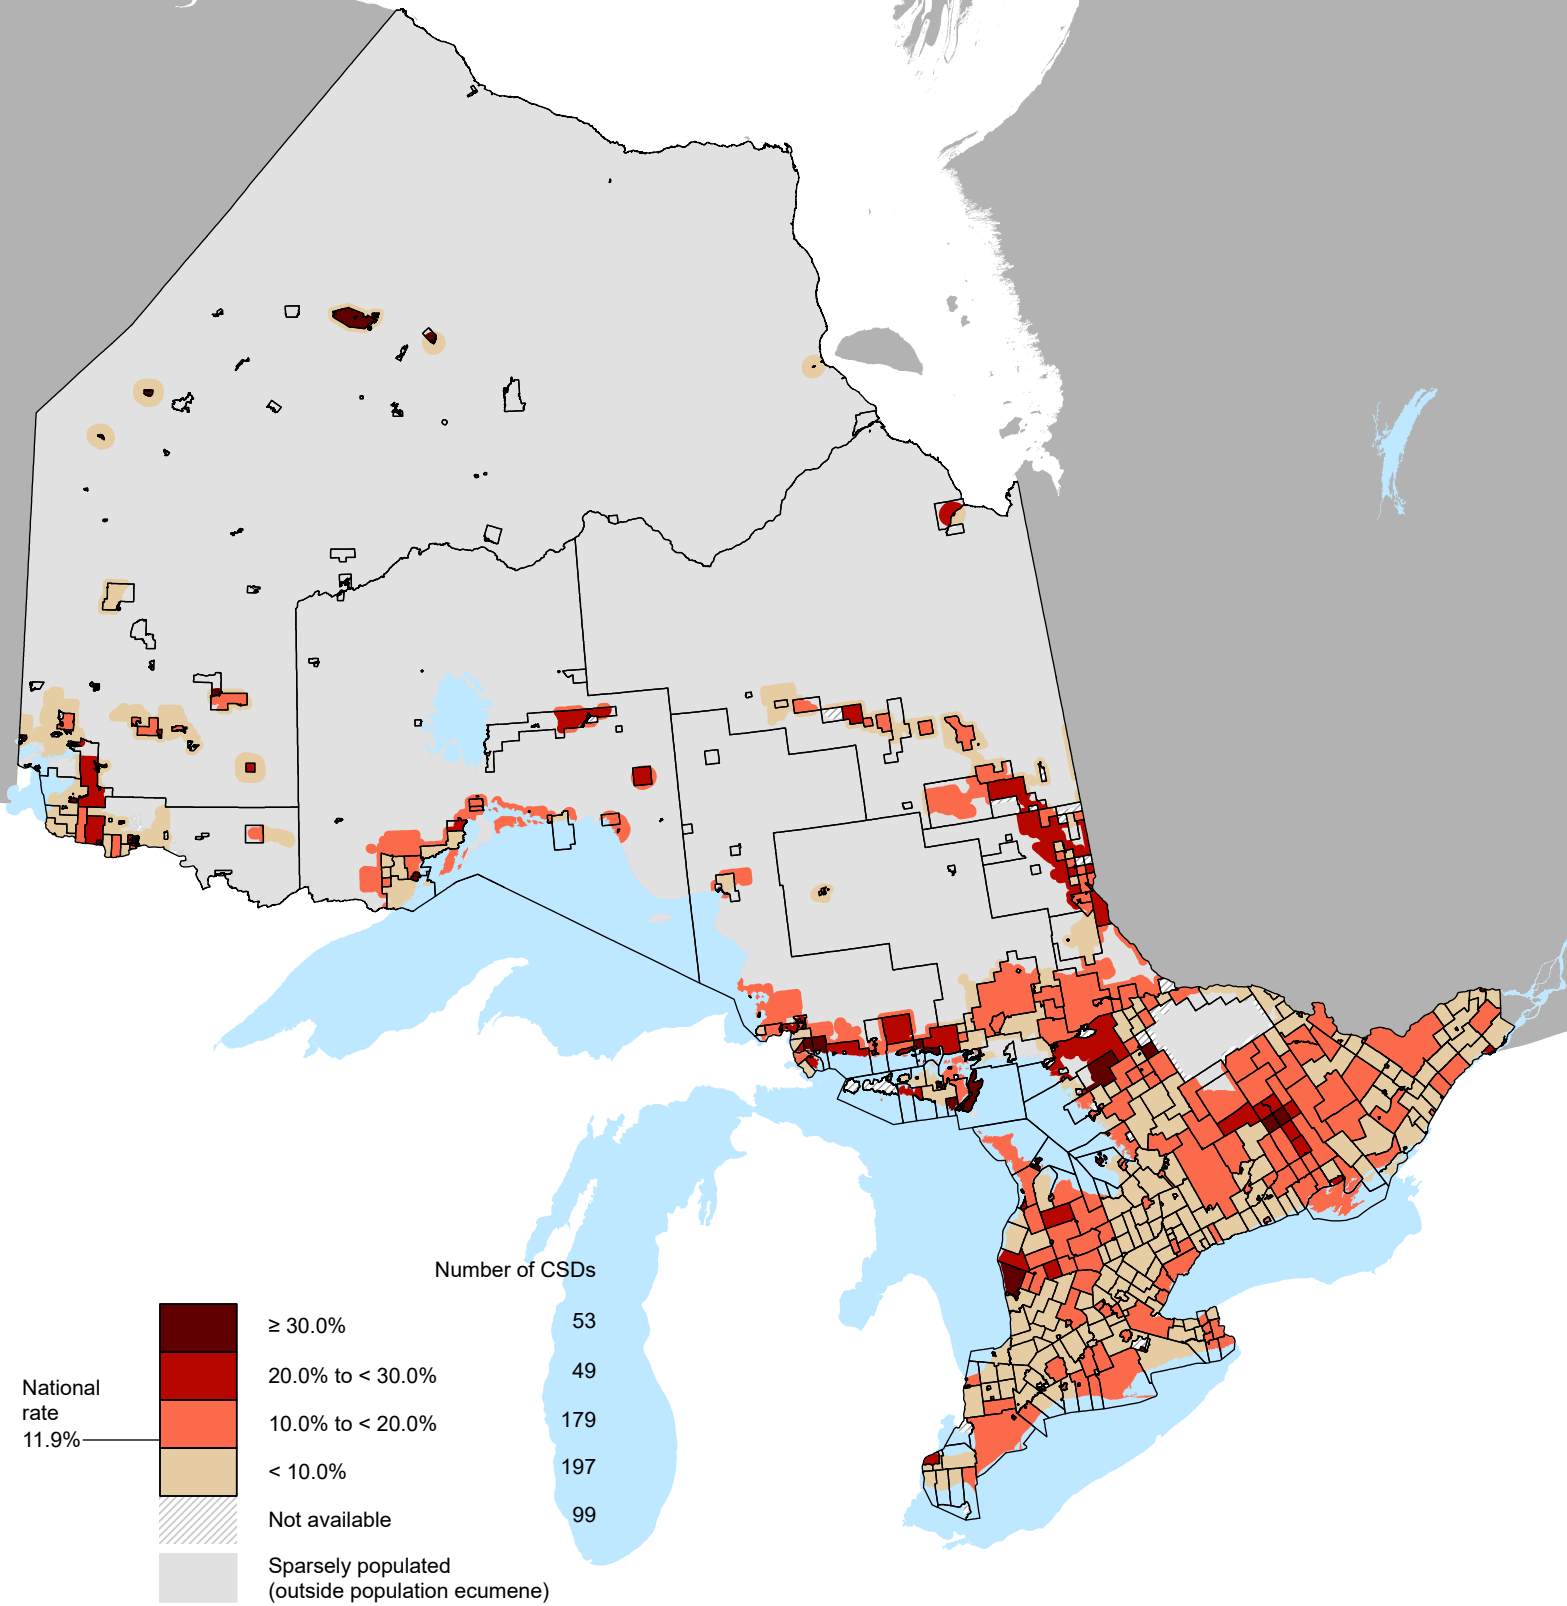 Number of CSDs
≥ 30.0% 53
20.0% to < 30.0% 49
10.0% to < 20.0% 179
< 10.0% 197
Not available 99
Sparsely populated
(outside population ecumene)
National
rate
11.9%